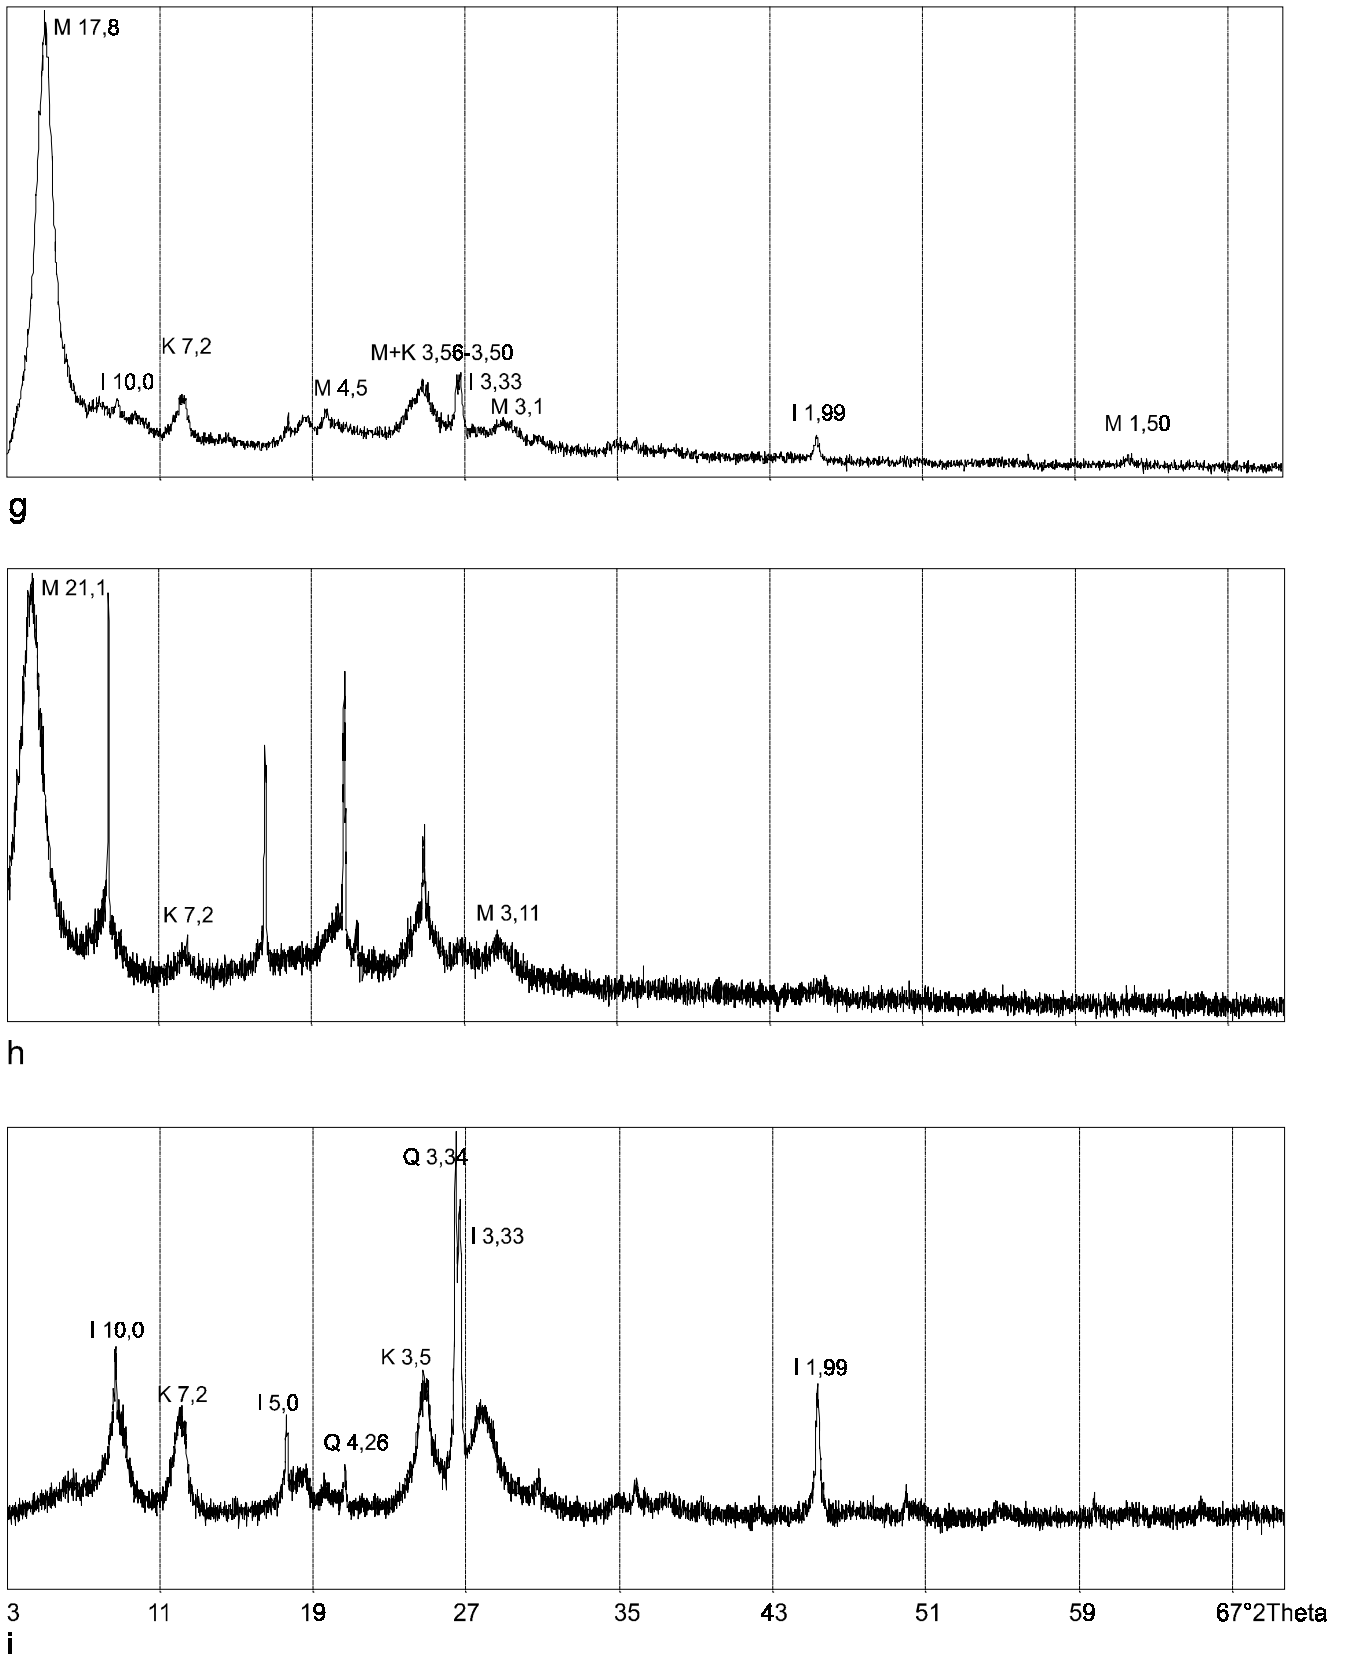 M 17,8
K 7,2
M+K 3,56-3,50
I 10,0
M 4,5
I 3,33
M 3,1
I 1,99
M 1,50
g
M 21,1
K 7,2
M 3,11
h
Q 3,34
I 3,33
I 10,0
K 3,5
I 1,99
K 7,2
I 5,0
Q 4,26
3 11 19 27 35 43 51 59 67°2Theta
i